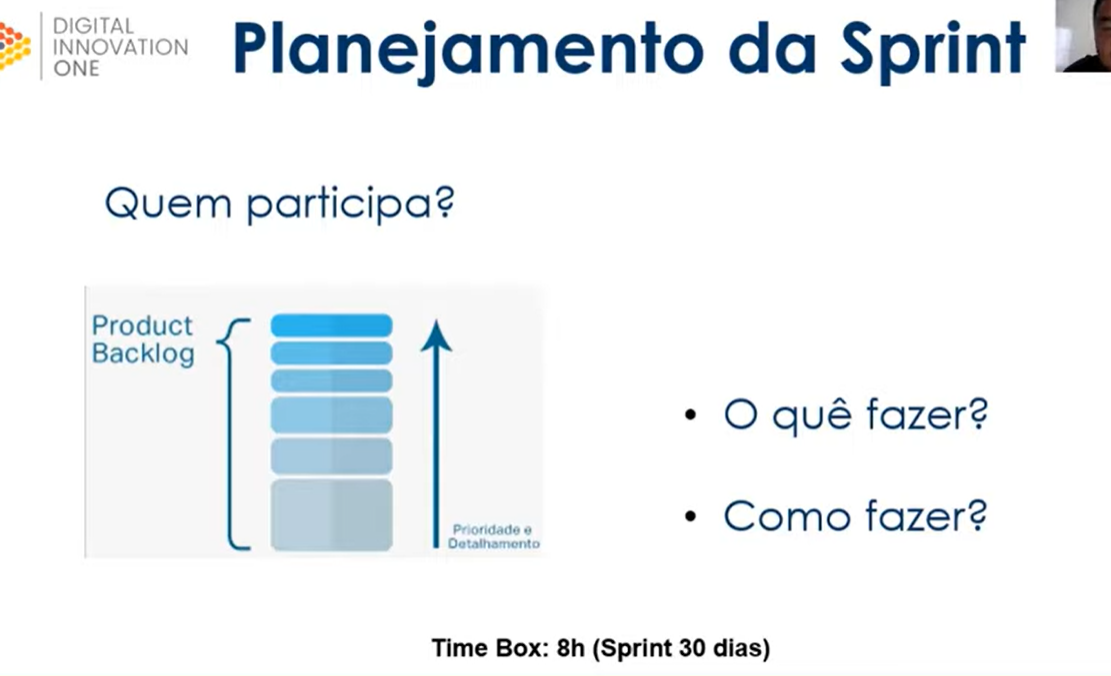 DIGITAL
INNOVATION
ONE
Planejamento da Sprint
Quem participa?
Product
Backlog
Prioridade e
Detalhamento
• O quê fazer?
• Como fazer?
Time Box: 8h (Sprint 30 dias)